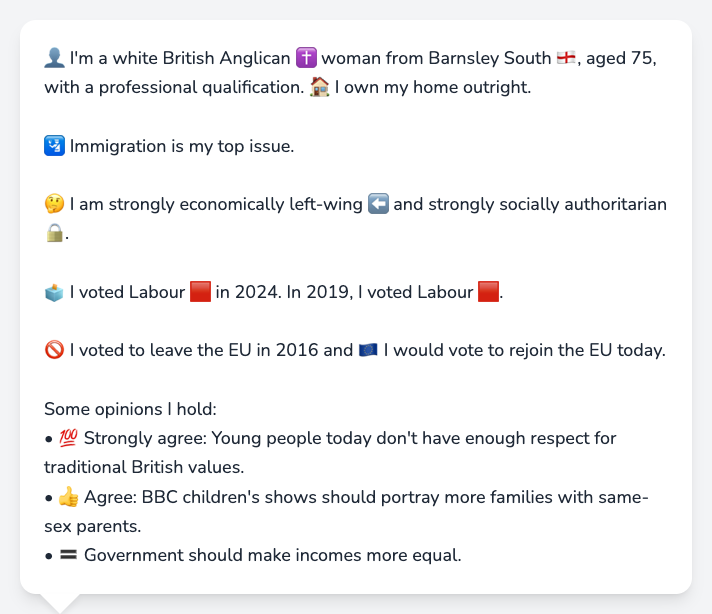 👤 I'm a white British Anglican ✝️ woman from Barnsley South 🏴󠁧󠁢󠁥󠁮󠁧󠁿, aged 75,
with a professional qualification. 🏠 I own my home outright.
🛂 Immigration is my top issue.
🤔 I am strongly economically left-wing ⬅️ and strongly socially authoritarian
🔒.
🗳️ I voted Labour 🟥 in 2024. In 2019, I voted Labour 🟥.
🚫 I voted to leave the EU in 2016 and 🇪🇺 I would vote to rejoin the EU today.
Some opinions I hold:
• 💯 Strongly agree: Young people today don't have enough respect for
traditional British values.
• 👍 Agree: BBC children's shows should portray more families with same-
sex parents.
• 🟰 Government should make incomes more equal.